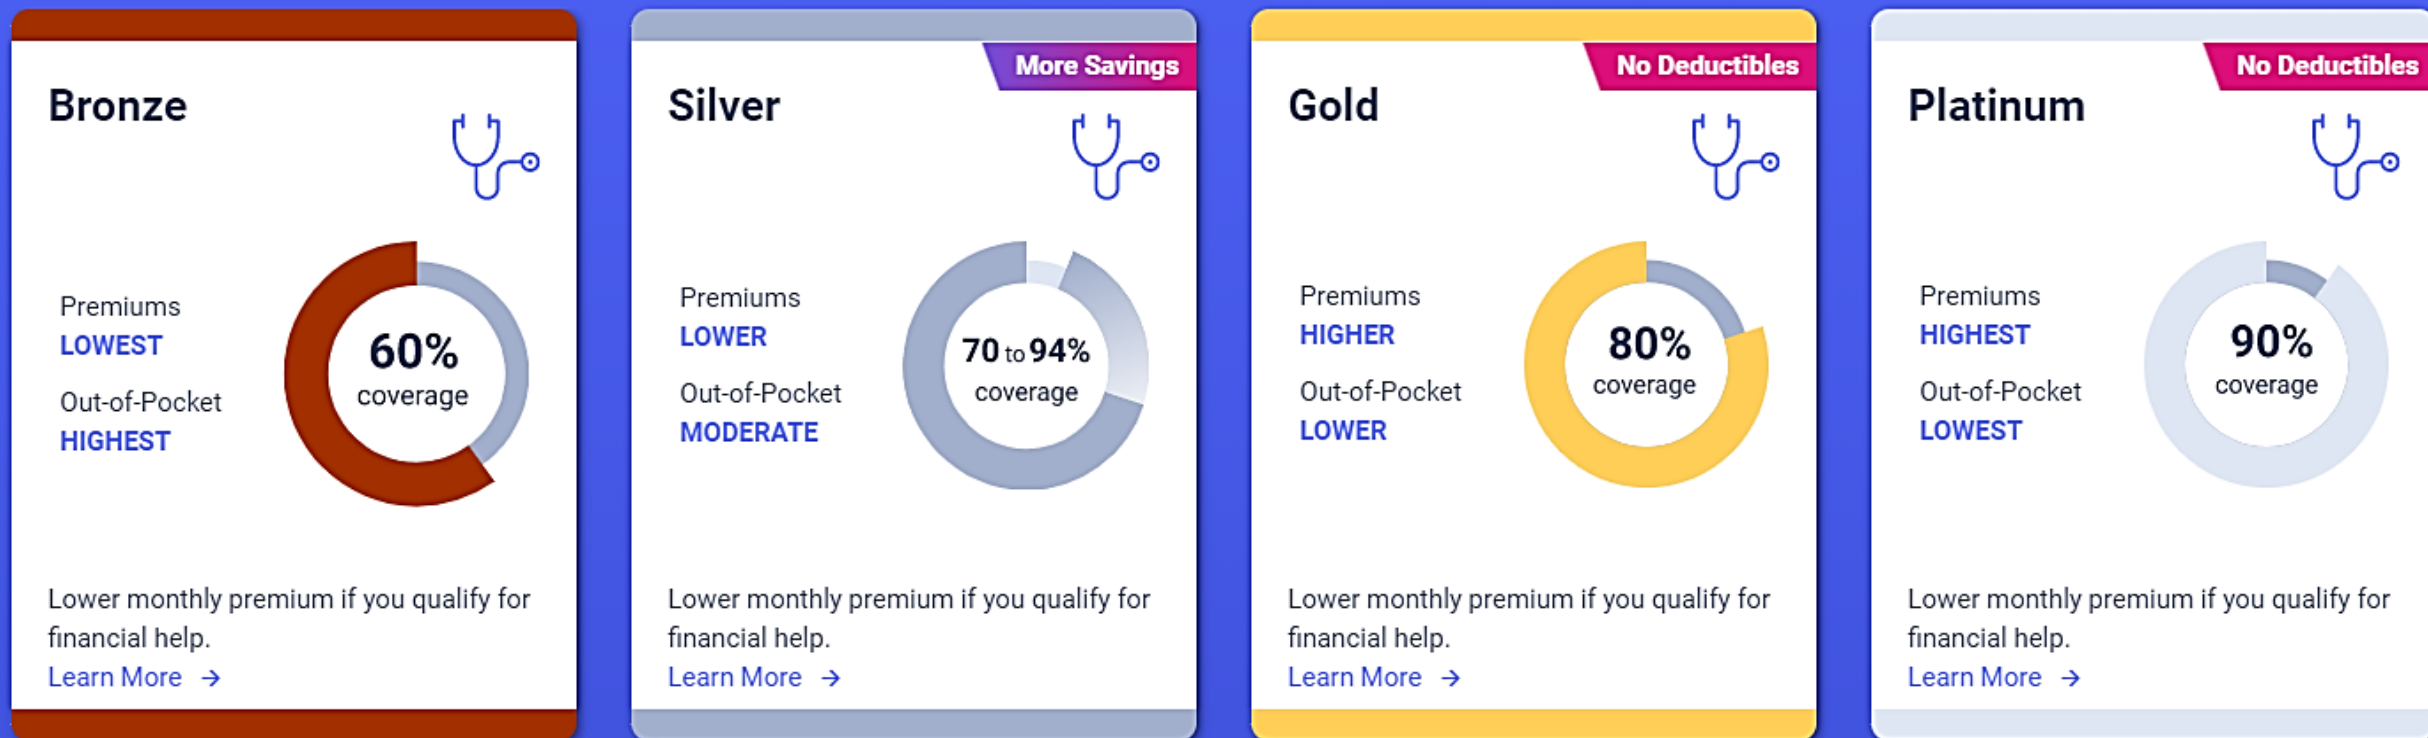 Bronze
Premiums
LOWEST
Out-of-Pocket
HIGHEST
60%
coverage
Lower monthly premium if you qualify for
financial help.
Learn More →
More Savings
Silver
Premiums
LOWER
Out-of-Pocket
MODERATE
70 to 94%
coverage
Lower monthly premium if you qualify for
financial help.
Learn More →
No Deductibles
Gold
Premiums
HIGHER
Out-of-Pocket
LOWER
80%
coverage
Lower monthly premium if you qualify for
financial help.
Learn More →
No Deductibles
Platinum
Premiums
HIGHEST
Out-of-Pocket
LOWEST
90%
coverage
Lower monthly premium if you qualify for
financial help.
Learn More →